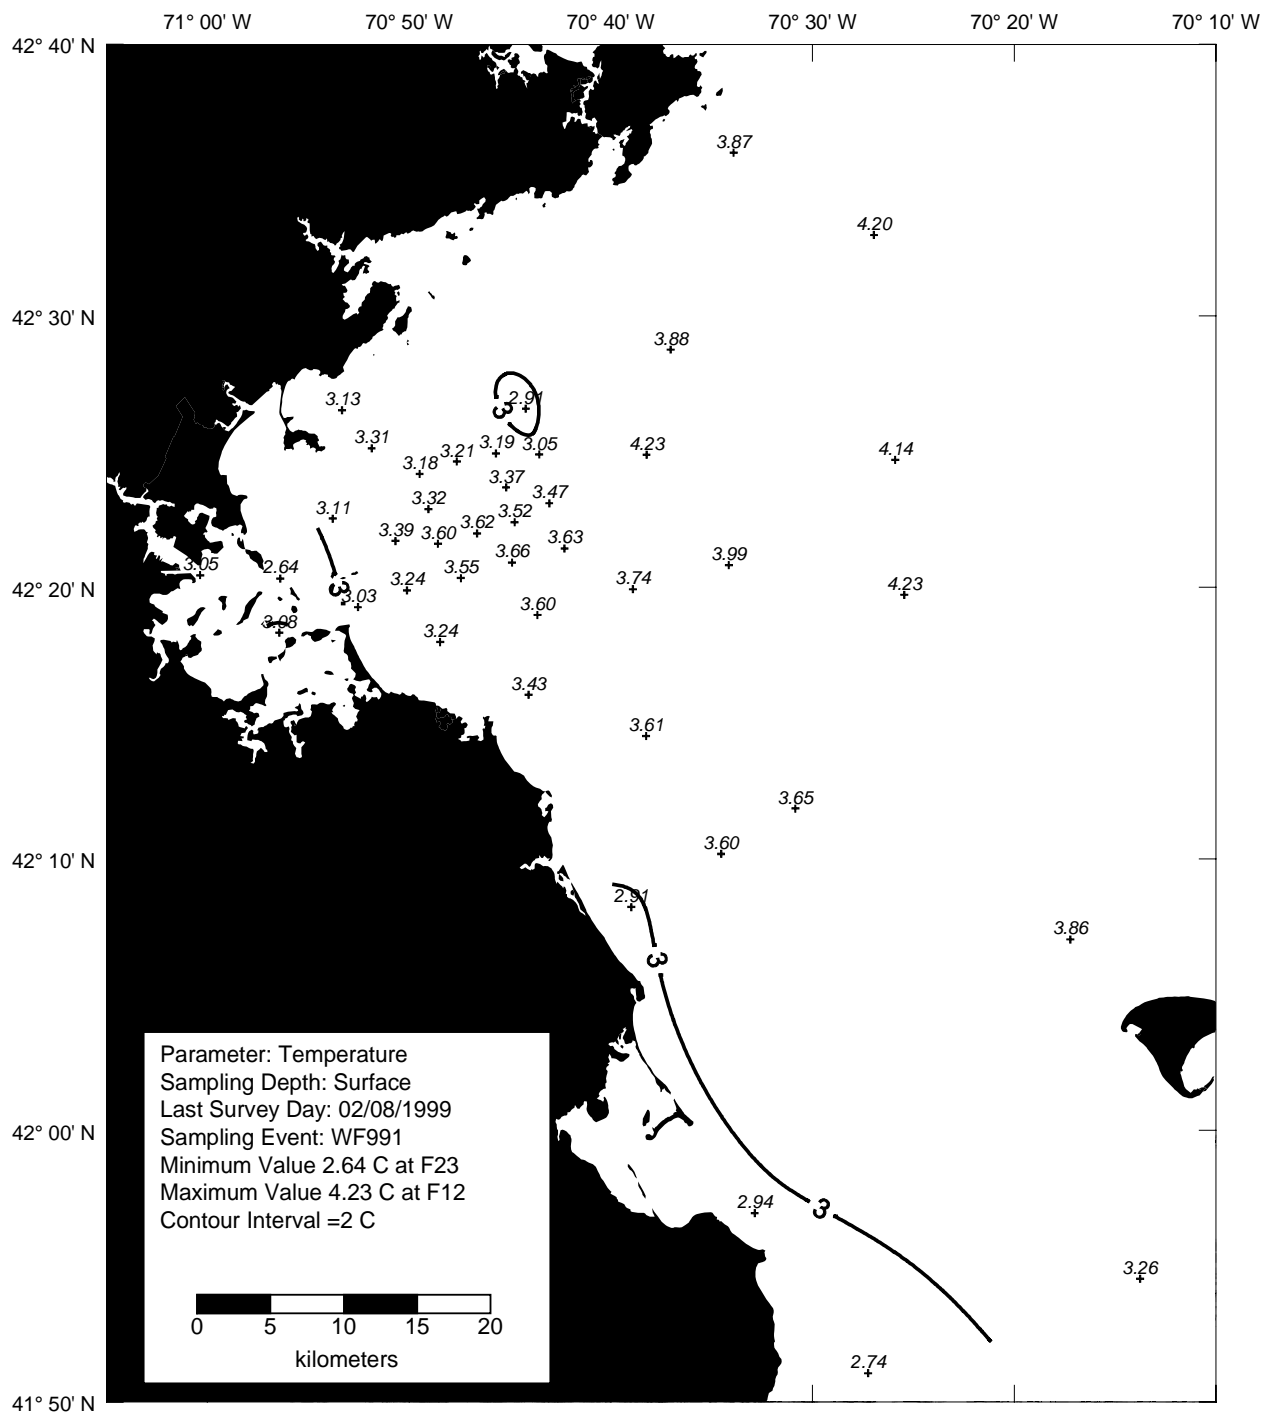 71° 00' W 70° 50' W 70° 40' W 70° 30' W 70° 20' W 70° 10' W
42° 40' N
3.87
4.20
42° 30' N
3.88
2.91
3
3.13
3.31
3.19 3.05 4.23
3.21
4.14
3.18
3.37
3.47
3.32
3.11
3.52
3.62
3.39 3.60
3.63
3.66
3.99
3.05 2.64
3.55
3.24
3.74
4.23
42° 20' N
3
3.03
3.60
3.08
3.24
3.43
3.61
3.65
3.60
42° 10' N
2.91
3.86
3
Parameter: Temperature
Sampling Depth: Surface
Last Survey Day: 02/08/1999
Sampling Event: WF991
Minimum Value 2.64 C at F23
Maximum Value 4.23 C at F12
Contour Interval =2 C
0 5 10 15 20
kilometers
42° 00' N
2.94
3
3.26
2.74
41° 50' N